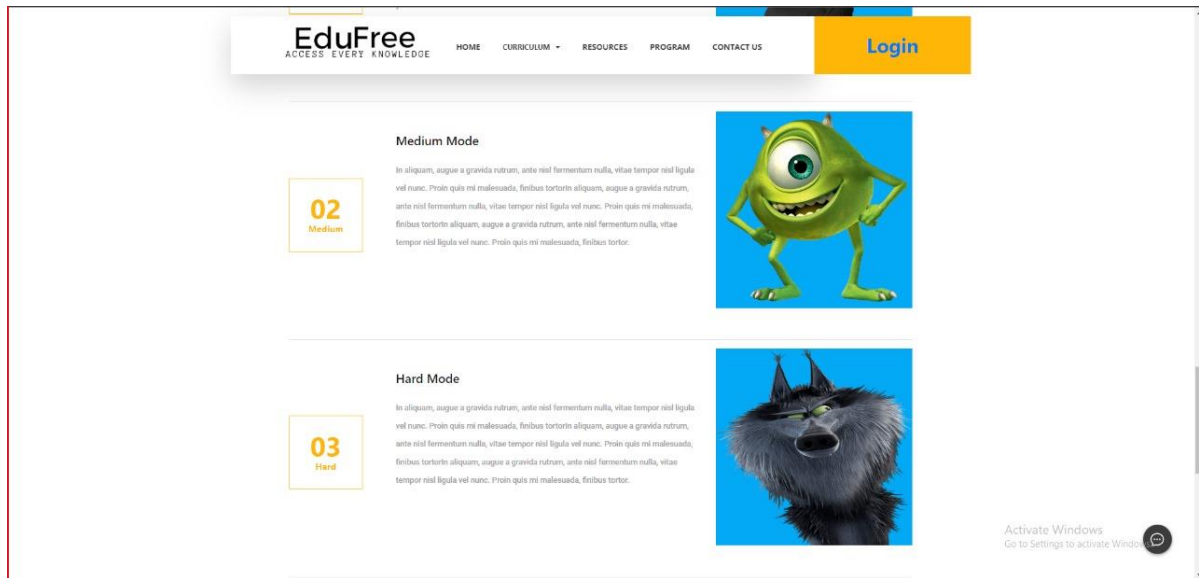 EduFree
ACCESS EVERY KNOWLEDGE
HOME CURRICULUM RESOURCES PROGRAM CONTACT US
Login
02
Medium
Medium Mode
In aliquam, augue a gravida rutrum, ante nisl fermentum nulla, vitae tempor nisl ligula
vel nunc. Proin quis mi malesuada, finibus tortorin aliquam, augue a gravida rutrum,
ante nisl fermentum nulla, vitae tempor nisl ligula vel nunc. Proin quis mi malesuada,
finibus tortorin aliquam, augue a gravida rutrum, ante nisl fermentum nulla, vitae
tempor nisl ligula vel nunc. Proin quis mi malesuada, finibus tortor.
03
Hard
Hard Mode
In aliquam, augue a gravida rutrum, ante nisl fermentum nulla, vitae tempor nisl ligula
vel nunc. Proin quis mi malesuada, finibus tortorin aliquam, augue a gravida rutrum,
ante nisl fermentum nulla, vitae tempor nisl ligula vel nunc. Proin quis mi malesuada,
finibus tortorin aliquam, augue a gravida rutrum, ante nisl fermentum nulla, vitae
tempor nisl ligula vel nunc. Proin quis mi malesuada, finibus tortor.
Activate Windows
Go to Settings to activate Windo